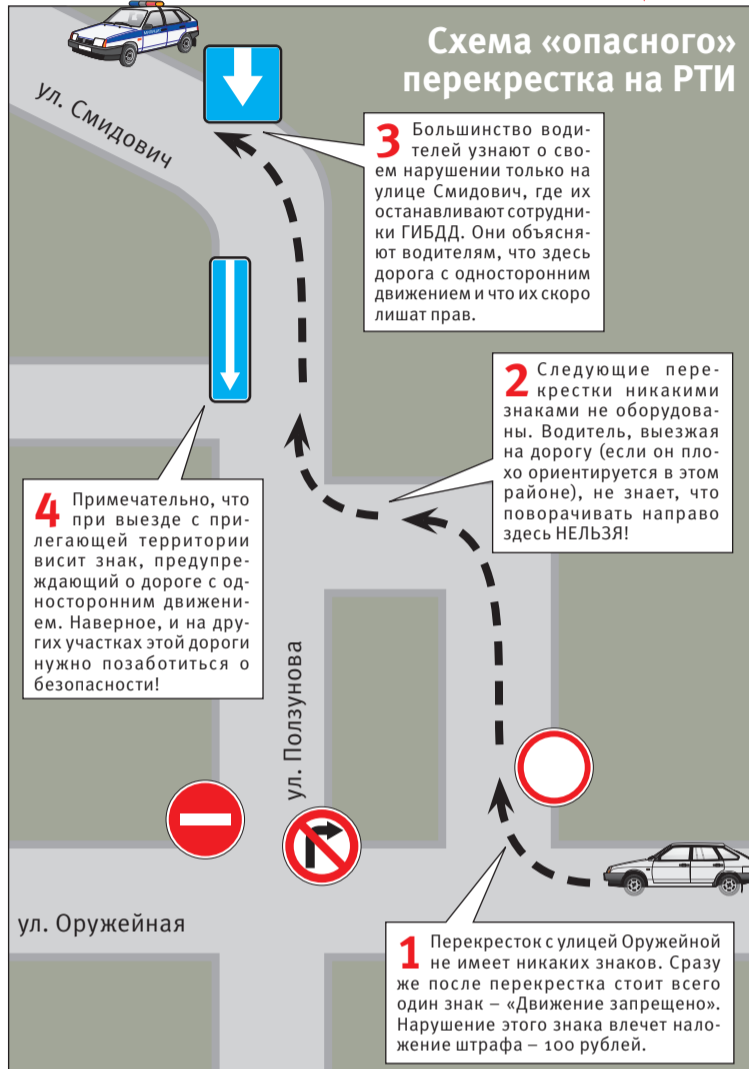 Схема «опасного»
перекрестка на РТИ
ул. Смидович
3 Большинство води-
телей узнают о сво-
ем нарушении только на
улице Смидович, где их
останавливают сотрудни-
ки ГИБДД. Они объясня-
ют водителям, что здесь
дорога с односторонним
движением и что их скоро
лишат прав.
2 Следующие пере-
крестки никакими
знаками не оборудова-
ны. Водитель, выезжая
на дорогу (если он пло-
хо ориентируется в этом
районе), не знает, что
поворачивать направо
здесь НЕЛЬЗЯ!
4 Примечательно, что
при выезде с при-
легающей территории
висит знак, предупре-
ждающий о дороге с од-
носторонним движени-
ем. Наверное, и на дру-
гих участках этой дороги
нужно позаботиться о
безопасности!
ул. Ползунова
ул. Оружейная
1 Перекресток с улицей Оружейной
не имеет никаких знаков. Сразу
же после перекрестка стоит всего
один знак – «Движение запрещено».
Нарушение этого знака влечет нало-
жение штрафа – 100 рублей.